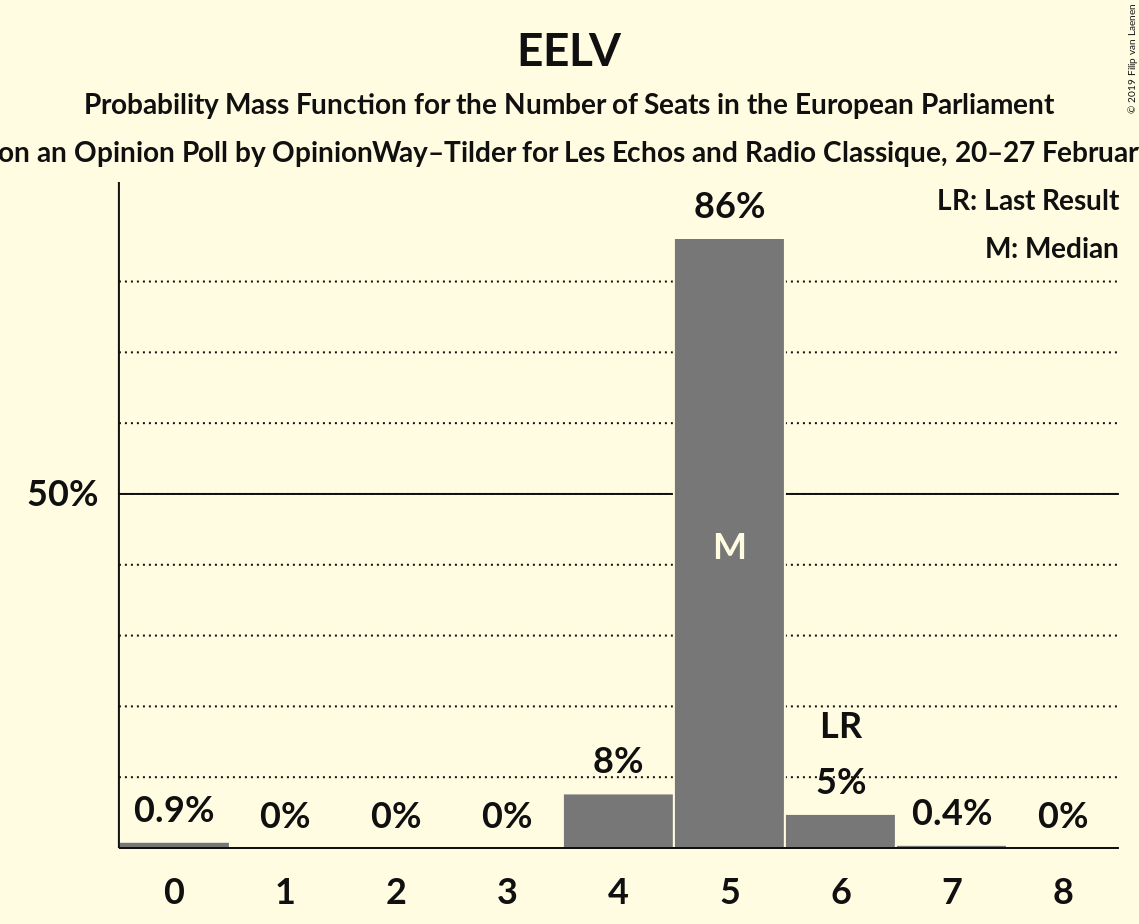 EELV
Probability Mass Function for the Number of Seats in the European Parliament
on an Opinion Poll by OpinionWay–Tilder for Les Echos and Radio Classique, 20–27 Februar
© 2019 Filip van Laenen
LR: Last Result
M: Median
86%
50%
M
LR
8%
5%
0.9%
0%
0%
0%
0.4%
0%
0 1 2 3 4 5 6 7 8